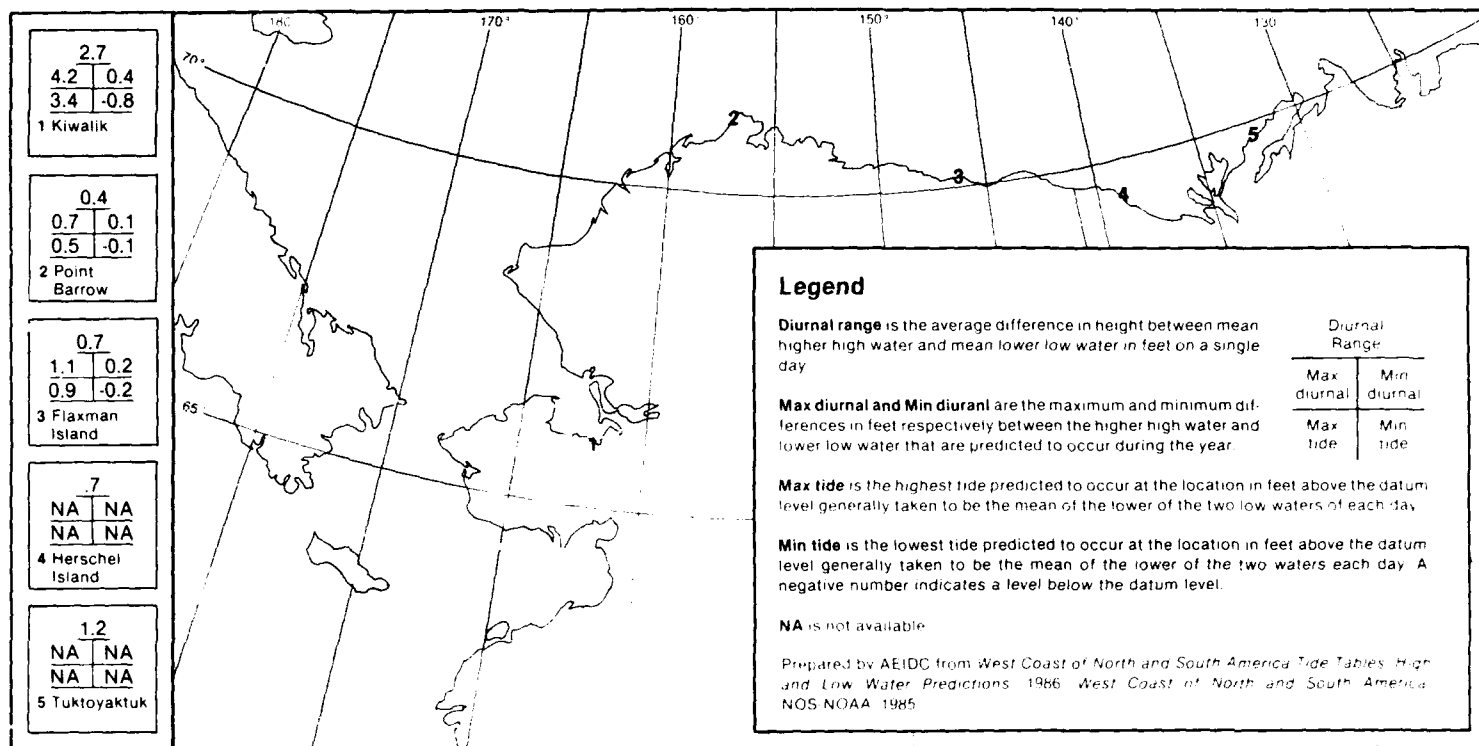 180
170°
160°
150°
140°
130
70°
65
2.7
4.2 0.4
3.4 -0.8
1 Kiwalik
0.4
0.7 0.1
0.5 -0.1
2 Point
Barrow
0.7
1.1 0.2
0.9 -0.2
3 Flaxman
Island
.7
NA NA
NA NA
4 Herschel
Island
1.2
NA NA
NA NA
5 Tuktoyaktuk
2
3
4
5
Legend
Diurnal range is the average difference in height between mean
higher high water and mean lower low water in feet on a single
day
Max diurnal and Min diuranl are the maximum and minimum dif-
ferences in feet respectively between the higher high water and
lower low water that are predicted to occur during the year.
Diurnal
Range
Max Min
diurnal diurnal
Max Min
tide tide
Max tide is the highest tide predicted to occur at the location in feet above the datum
level generally taken to be the mean of the lower of the two low waters of each day
Min tide is the lowest tide predicted to occur at the location in feet above the datum
level generally taken to be the mean of the lower of the two waters each day. A
negative number indicates a level below the datum level.
NA is not available
Prepared by AEIDC from West Coast of North and South America Tide Tables High
and Low Water Predictions 1986 West Coast of North and South America
NOS-NOAA 1985